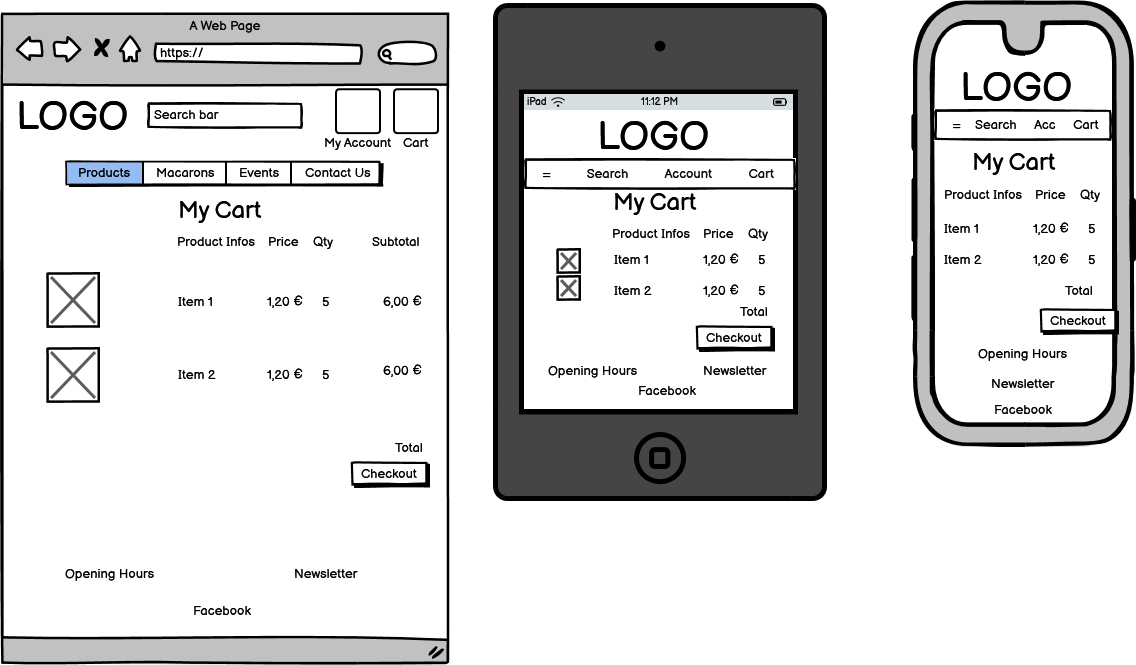 A Web Page
https://
LOGO
Search bar
My Account Cart
Products Macarons Events Contact Us
My Cart
Product Infos Price Qty Subtotal
Item 1 1,20 € 5 6,00 €
Item 2 1,20 € 5 6,00 €
Total
Checkout
Opening Hours Newsletter
Facebook
iPad 11:12 PM
LOGO
= Search Account Cart
My Cart
Product Infos Price Qty
Item 1 1,20 € 5
Item 2 1,20 € 5
Total
Checkout
Opening Hours Newsletter
Facebook
LOGO
= Search Acc Cart
My Cart
Product Infos Price Qty
Item 1 1,20 € 5
Item 2 1,20 € 5
Total
Checkout
Opening Hours
Newsletter
Facebook